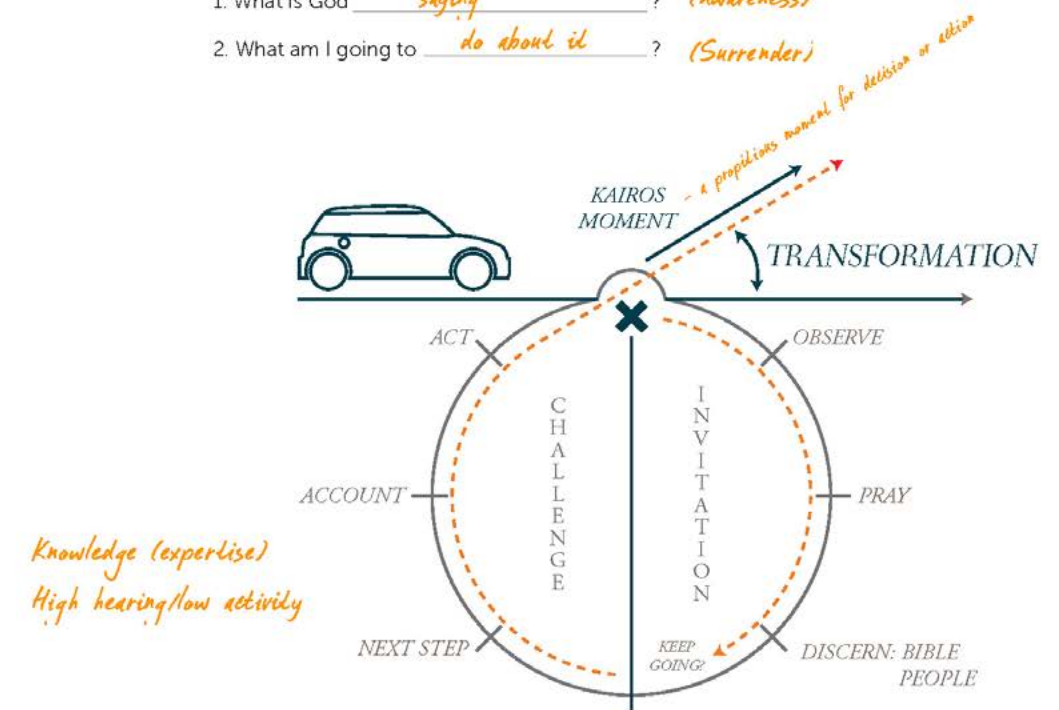 1. What is God saying ? (awareness)
2. What am I going to do about it ? (Surrender)
KAIROS
MOMENT
- a propitious moment for decision or action
TRANSFORMATION
ACT
OBSERVE
CHALLENGE
INVITATION
ACCOUNT
PRAY
Knowledge (expertise)
High hearing/low activity
NEXT STEP
KEEP
GOING?
DISCERN: BIBLE
PEOPLE